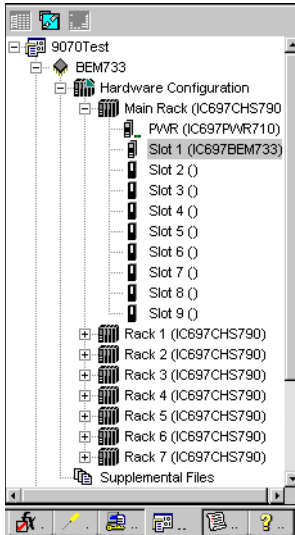 9070Test
BEM733
Hardware Configuration
Main Rack (IC697CHS790
PWR (IC697PWR710)
Slot 1 (IC697BEM733)
Slot 2 ()
Slot 3 ()
Slot 4 ()
Slot 5 ()
Slot 6 ()
Slot 7 ()
Slot 8 ()
Slot 9 ()
Rack 1 (IC697CHS790)
Rack 2 (IC697CHS790)
Rack 3 (IC697CHS790)
Rack 4 (IC697CHS790)
Rack 5 (IC697CHS790)
Rack 6 (IC697CHS790)
Rack 7 (IC697CHS790)
Supplemental Files